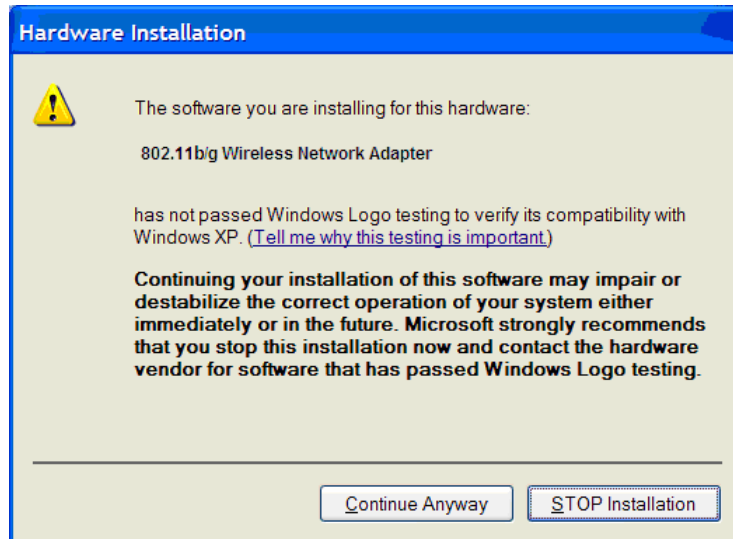 Hardware Installation
The software you are installing for this hardware:
802.11b/g Wireless Network Adapter
has not passed Windows Logo testing to verify its compatibility with
Windows XP. (Tell me why this testing is important.)
Continuing your installation of this software may impair or
destabilize the correct operation of your system either
immediately or in the future. Microsoft strongly recommends
that you stop this installation now and contact the hardware
vendor for software that has passed Windows Logo testing.
Continue Anyway
STOP Installation